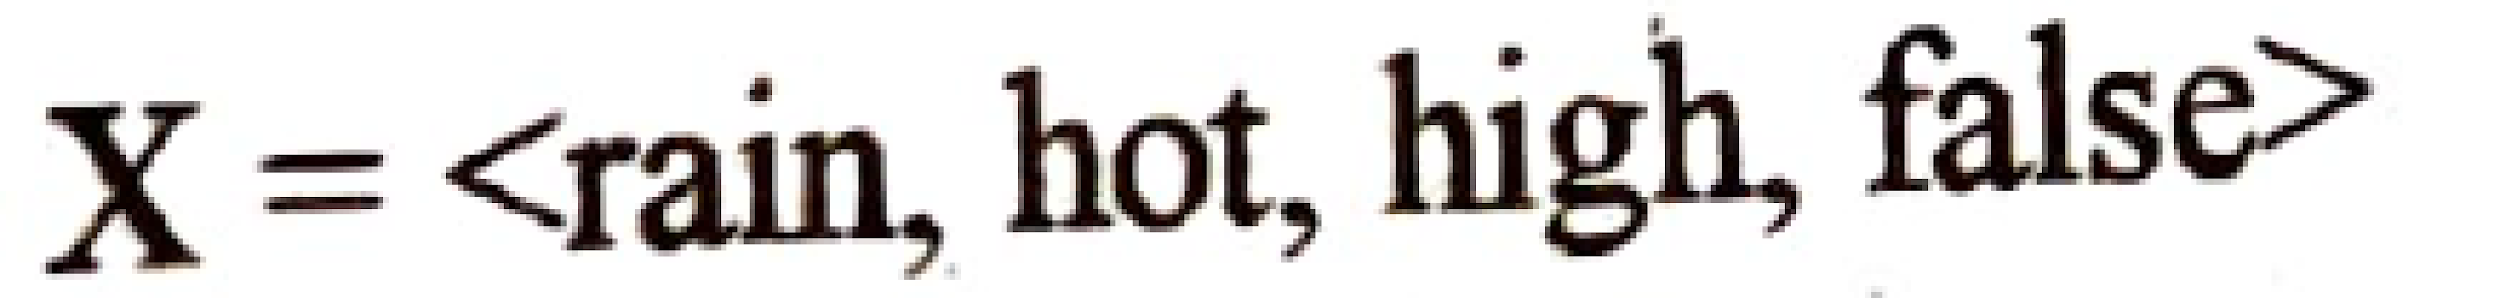 X = <rain, hot, high, false>